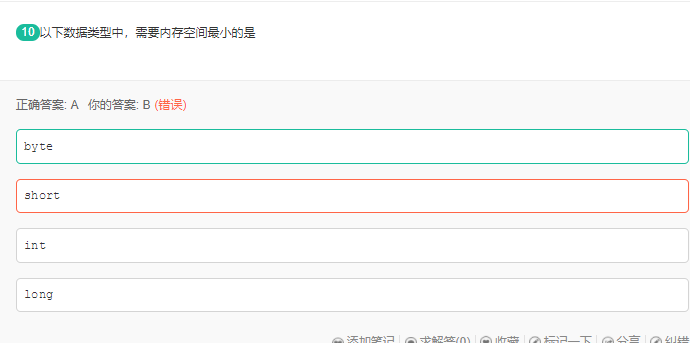 10以下数据类型中，需要内存空间最小的是
正确答案: A 你的答案: B (错误)
byte
short
int
long
添加笔记 求解答(0) 收藏 标记一下 分享 纠错